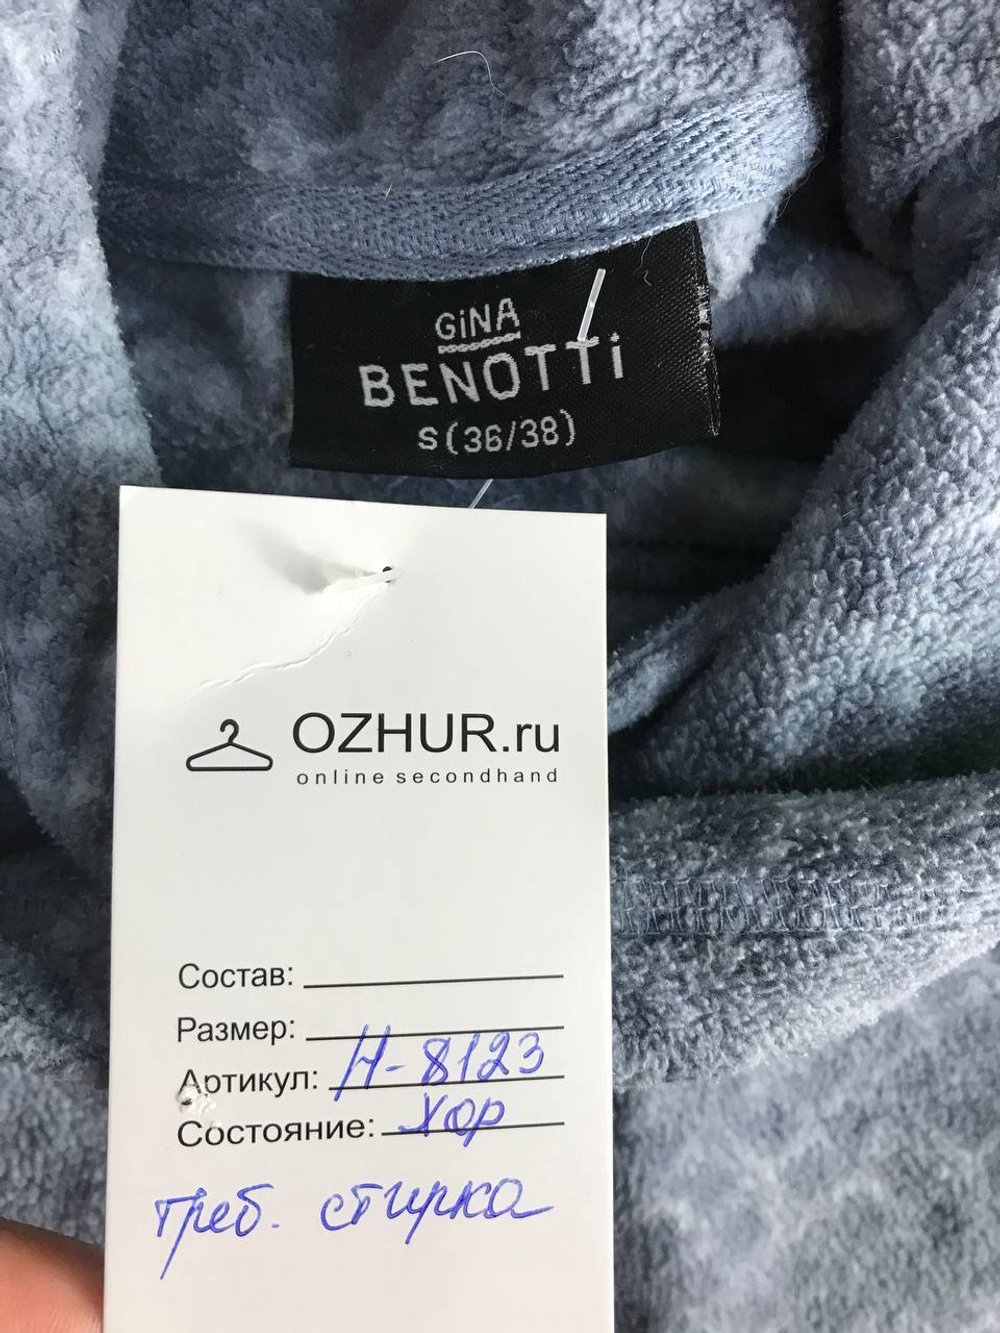 GiNA
BENOTTi
S(36/38)
OZHUR.ru
online secondhand
Состав:
Размер:
Артикул: Н-8123
Состояние: Хор
треб. стирка